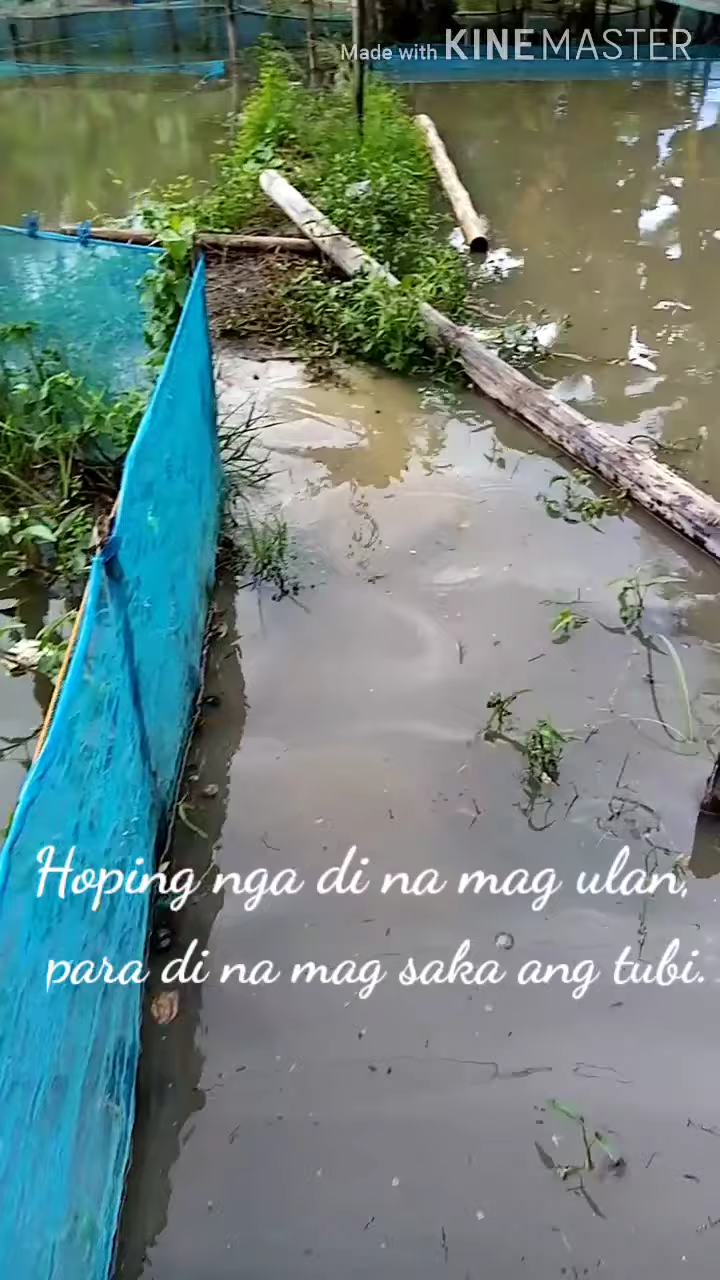 Made with KINEMASTER
Hoping nga di na mag ulan,
para di na mag saka ang tubi.